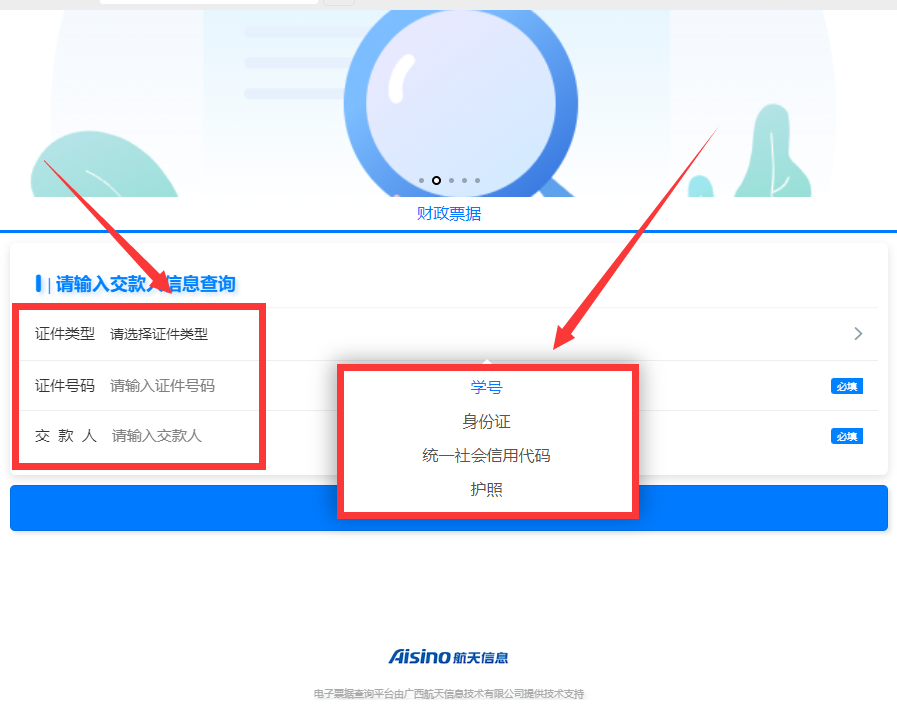 财政票据
| 请输入交款人信息查询
证件类型 请选择证件类型
证件号码 请输入证件号码 必填
交 款 人 请输入交款人 必填
学号
身份证
统一社会信用代码
护照
Aisino 航天信息
电子票据查询平台由广西航天信息技术有限公司提供技术支持